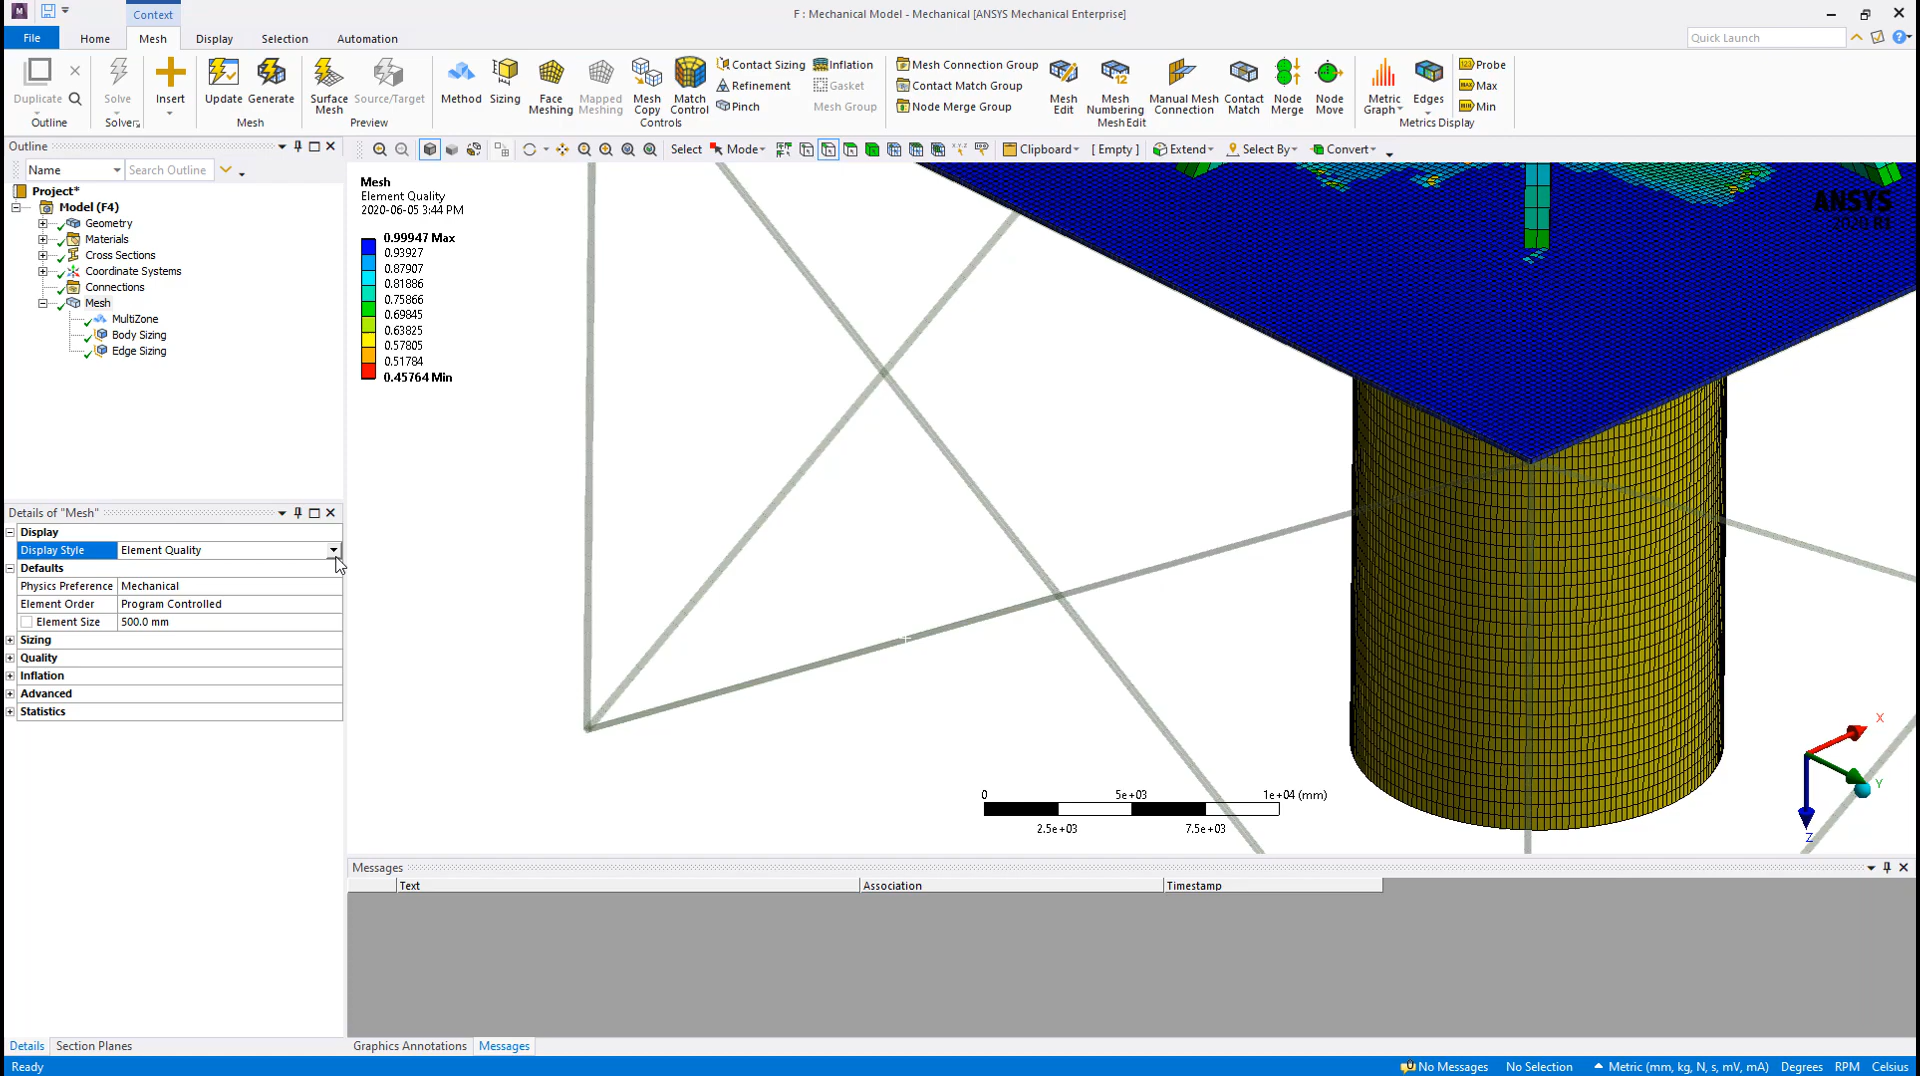 Context
F : Mechanical Model - Mechanical [ANSYS Mechanical Enterprise]
File Home Mesh Display Selection Automation
Quick Launch
Duplicate
Outline
Solve
Solver
Insert
Update
Generate
Mesh
Surface Mesh
Source/Target
Preview
Method
Sizing
Face Meshing
Mapped Meshing
Mesh Copy
Match Control
Contact Sizing
Refinement
Pinch
Inflation
Gasket
Mesh Group
Controls
Mesh Connection Group
Contact Match Group
Node Merge Group
Mesh Edit
Mesh Numbering
Manual Mesh Connection
Contact Match
Node Merge
Node Move
Mesh Edit
Metric Graph
Edges
Probe
Max
Min
Metrics Display
Outline
Select Mode Clipboard [ Empty ] Extend Select By Convert
Name Search Outline
Project*
Model (F4)
Geometry
Materials
Cross Sections
Coordinate Systems
Connections
Mesh
MultiZone
Body Sizing
Edge Sizing
Details of "Mesh"
Display
Display Style Element Quality
Defaults
Physics Preference Mechanical
Element Order Program Controlled
Element Size 500.0 mm
Sizing
Quality
Inflation
Advanced
Statistics
Mesh
Element Quality
2020-06-05 3:44 PM
0.99947 Max
0.93927
0.87907
0.81886
0.75866
0.69845
0.63825
0.57805
0.51784
0.45764 Min
ANSYS
2020 R1
X
Y
Z
0 5e+03 1e+04 (mm)
2.5e+03 7.5e+03
Messages
Text Association Timestamp
Details Section Planes
Graphics Annotations Messages
Ready
No Messages No Selection Metric (mm, kg, N, s, mV, mA) Degrees RPM Celsius